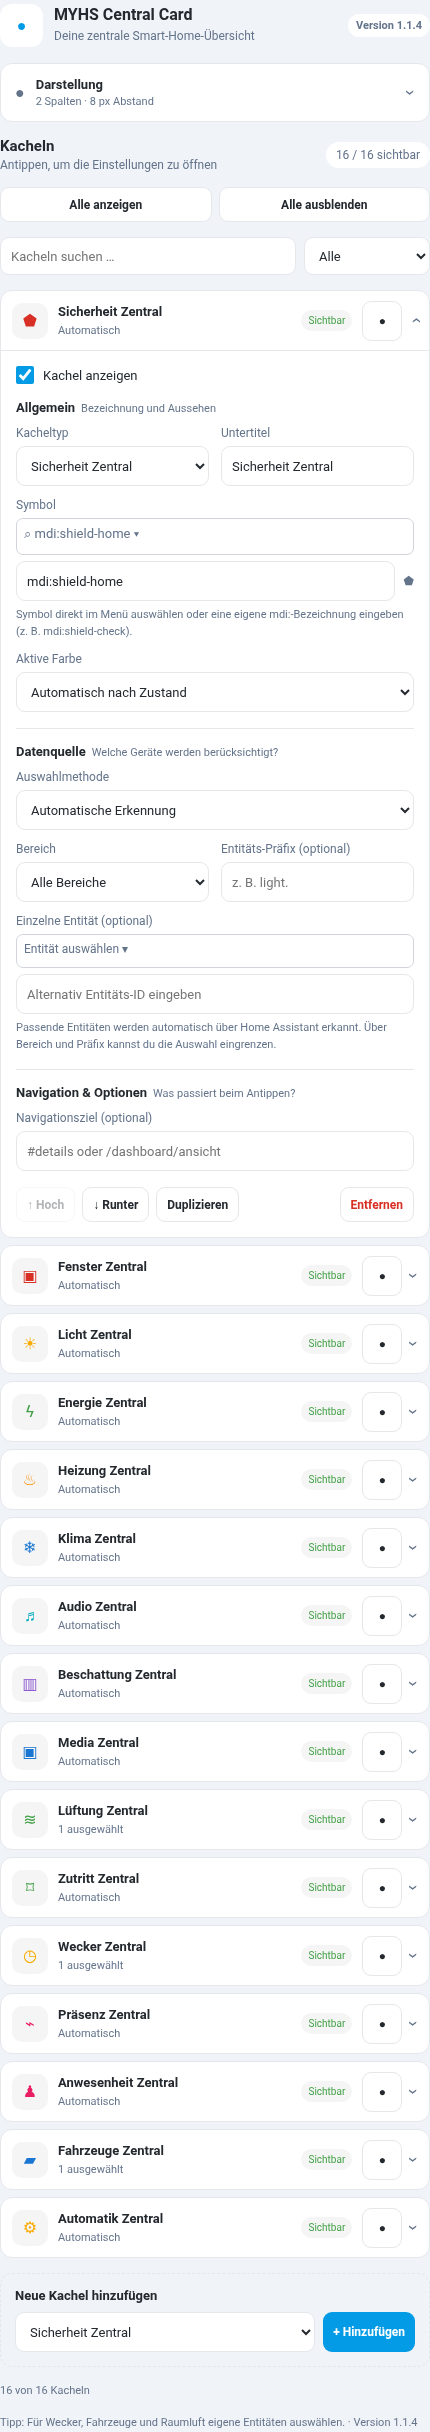 MYHS Central Card
Deine zentrale Smart-Home-Übersicht
Version 1.1.4
Darstellung
2 Spalten · 8 px Abstand
Kacheln
Antippen, um die Einstellungen zu öffnen
16 / 16 sichtbar
Alle anzeigen
Alle ausblenden
Kacheln suchen …
Alle
Sicherheit Zentral
Automatisch
Sichtbar
Kachel anzeigen
Allgemein Bezeichnung und Aussehen
Kacheltyp
Untertitel
Sicherheit Zentral
Sicherheit Zentral
Symbol
⌕ mdi:shield-home ▾
mdi:shield-home
Symbol direkt im Menü auswählen oder eine eigene mdi:-Bezeichnung eingeben
(z. B. mdi:shield-check).
Aktive Farbe
Automatisch nach Zustand
Datenquelle Welche Geräte werden berücksichtigt?
Auswahlmethode
Automatische Erkennung
Bereich
Entitäts-Präfix (optional)
Alle Bereiche
z. B. light.
Einzelne Entität (optional)
Entität auswählen ▾
Alternativ Entitäts-ID eingeben
Passende Entitäten werden automatisch über Home Assistant erkannt. Über
Bereich und Präfix kannst du die Auswahl eingrenzen.
Navigation & Optionen Was passiert beim Antippen?
Navigationsziel (optional)
#details oder /dashboard/ansicht
↑ Hoch
↓ Runter
Duplizieren
Entfernen
Fenster Zentral
Automatisch
Sichtbar
Licht Zentral
Automatisch
Sichtbar
Energie Zentral
Automatisch
Sichtbar
Heizung Zentral
Automatisch
Sichtbar
Klima Zentral
Automatisch
Sichtbar
Audio Zentral
Automatisch
Sichtbar
Beschattung Zentral
Automatisch
Sichtbar
Media Zentral
Automatisch
Sichtbar
Lüftung Zentral
1 ausgewählt
Sichtbar
Zutritt Zentral
Automatisch
Sichtbar
Wecker Zentral
1 ausgewählt
Sichtbar
Präsenz Zentral
Automatisch
Sichtbar
Anwesenheit Zentral
Automatisch
Sichtbar
Fahrzeuge Zentral
1 ausgewählt
Sichtbar
Automatik Zentral
Automatisch
Sichtbar
Neue Kachel hinzufügen
Sicherheit Zentral
+ Hinzufügen
16 von 16 Kacheln
Tipp: Für Wecker, Fahrzeuge und Raumluft eigene Entitäten auswählen. · Version 1.1.4